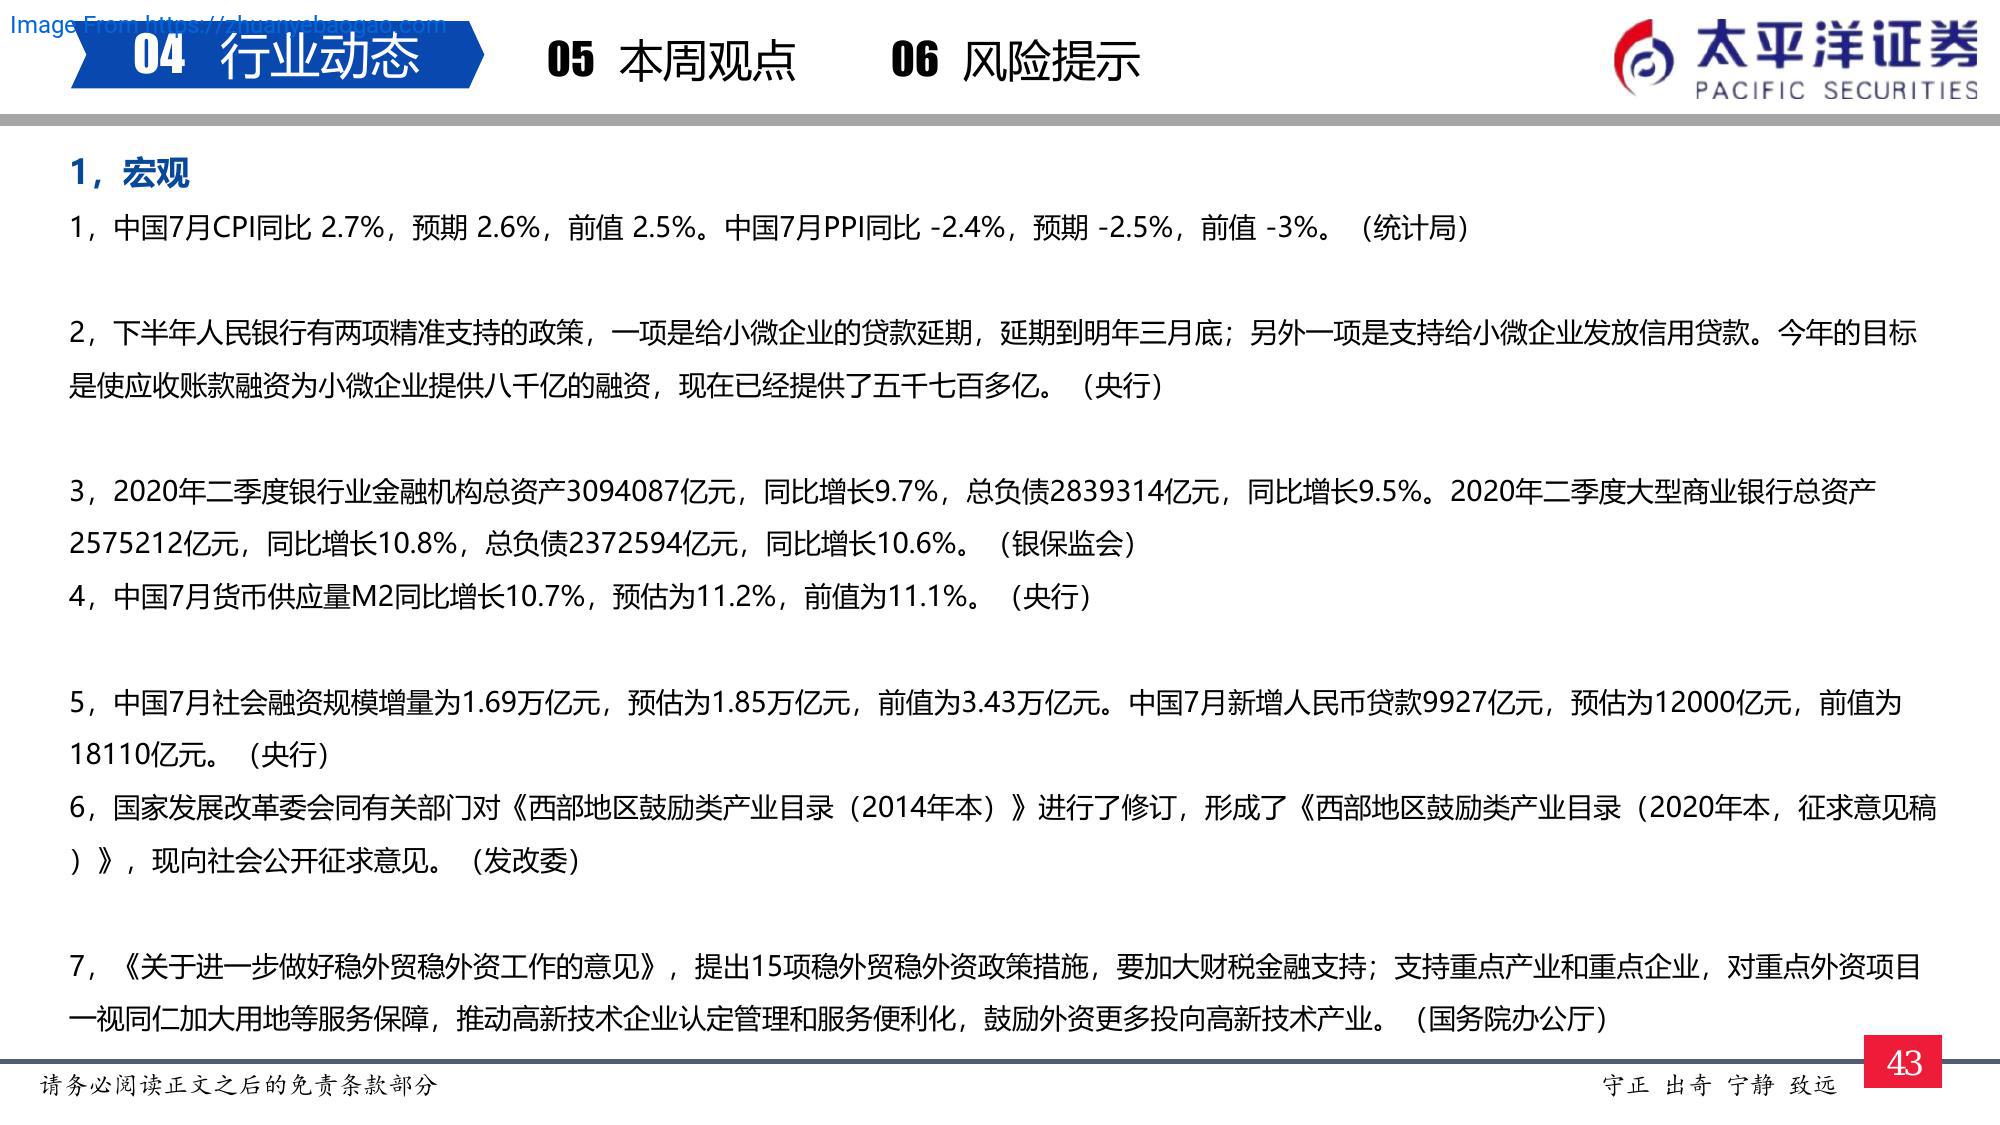 Image From https://zhuanyebaogao.com
04 行业动态 05 本周观点 06 风险提示
太平洋证券
PACIFIC SECURITIES
1，宏观
1，中国7月CPI同比 2.7%，预期 2.6%，前值 2.5%。中国7月PPI同比 -2.4%，预期 -2.5%，前值 -3%。（统计局）
2，下半年人民银行有两项精准支持的政策，一项是给小微企业的贷款延期，延期到明年三月底；另外一项是支持给小微企业发放信用贷款。今年的目标
是使应收账款融资为小微企业提供八千亿的融资，现在已经提供了五千七百多亿。（央行）
3，2020年二季度银行业金融机构总资产3094087亿元，同比增长9.7%，总负债2839314亿元，同比增长9.5%。2020年二季度大型商业银行总资产
2575212亿元，同比增长10.8%，总负债2372594亿元，同比增长10.6%。（银保监会）
4，中国7月货币供应量M2同比增长10.7%，预估为11.2%，前值为11.1%。（央行）
5，中国7月社会融资规模增量为1.69万亿元，预估为1.85万亿元，前值为3.43万亿元。中国7月新增人民币贷款9927亿元，预估为12000亿元，前值为
18110亿元。（央行）
6，国家发展改革委会同有关部门对《西部地区鼓励类产业目录（2014年本）》进行了修订，形成了《西部地区鼓励类产业目录（2020年本，征求意见稿
）》，现向社会公开征求意见。（发改委）
7，《关于进一步做好稳外贸稳外资工作的意见》，提出15项稳外贸稳外资政策措施，要加大财税金融支持；支持重点产业和重点企业，对重点外资项目
一视同仁加大用地等服务保障，推动高新技术企业认定管理和服务便利化，鼓励外资更多投向高新技术产业。（国务院办公厅）
请务必阅读正文之后的免责条款部分
守正 出奇 宁静 致远
43